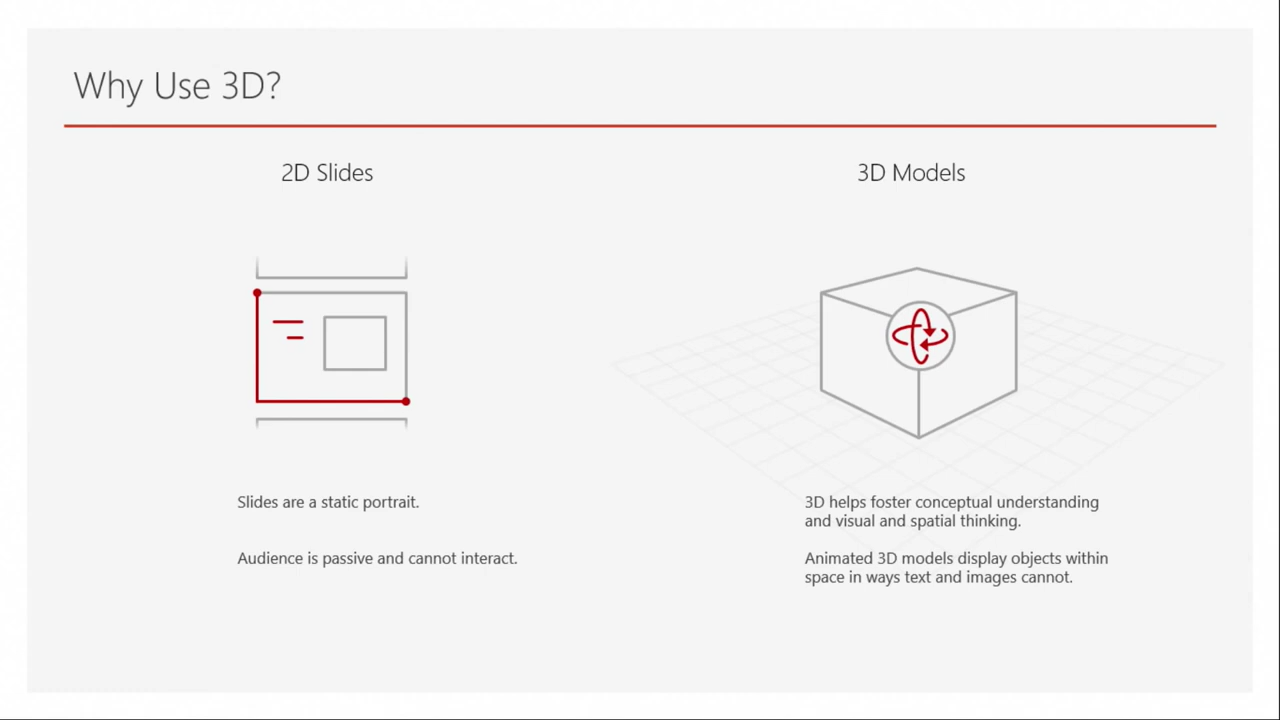 Why Use 3D?
2D Slides
Slides are a static portrait.
Audience is passive and cannot interact.
3D Models
3D helps foster conceptual understanding
and visual and spatial thinking.
Animated 3D models display objects within
space in ways text and images cannot.